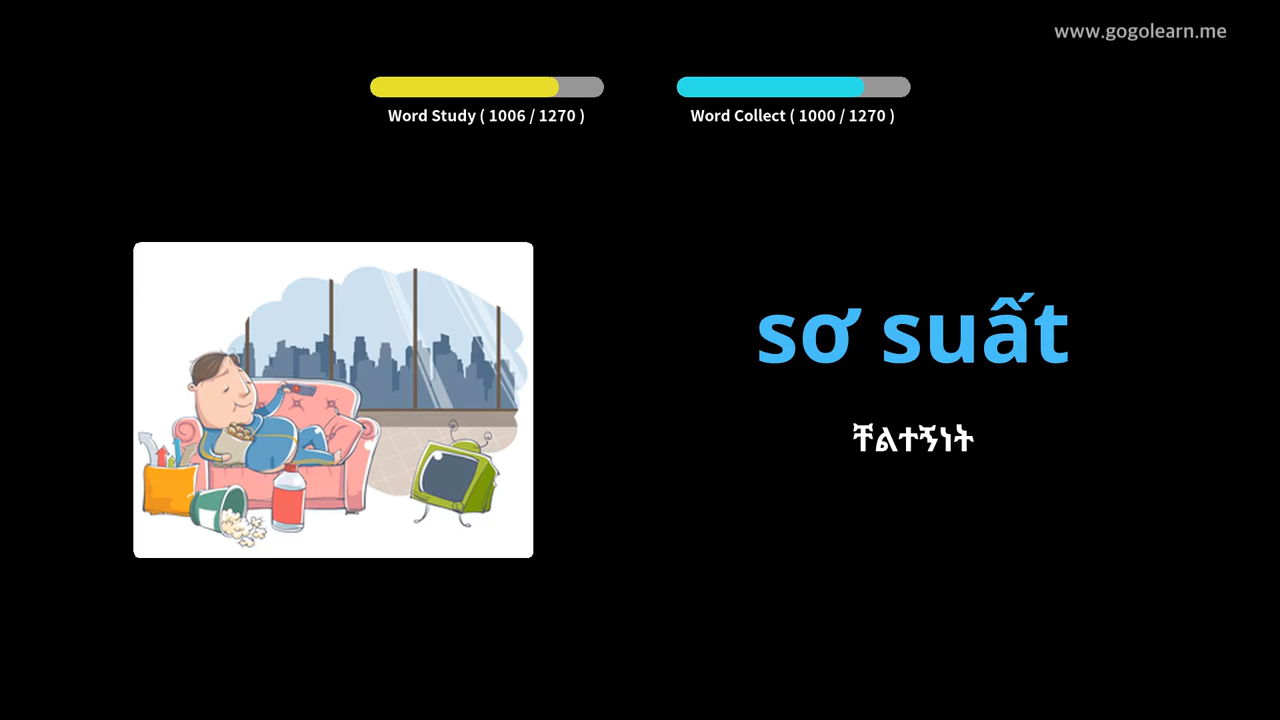 www.gogolearn.me
Word Study ( 1006 / 1270 )
Word Collect ( 1000 / 1270 )
sơ suất
ቸልተኝነት